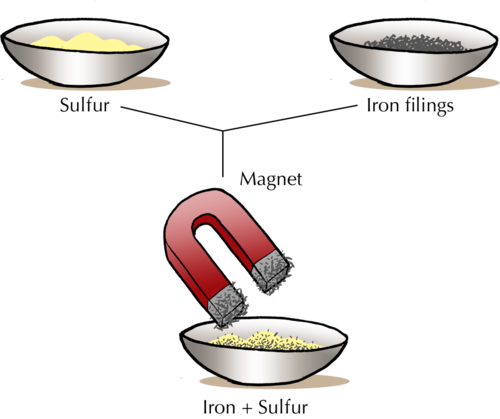 Sulfur
Iron filings
Magnet
Iron + Sulfur